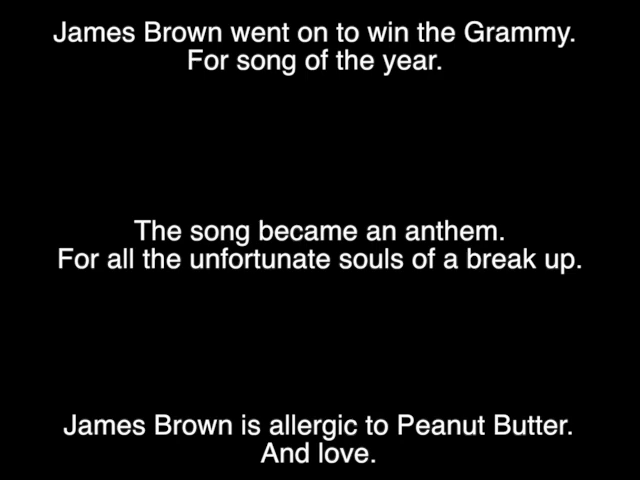 James Brown went on to win the Grammy.
For song of the year.
The song became an anthem.
For all the unfortunate souls of a break up.
James Brown is allergic to Peanut Butter.
And love.